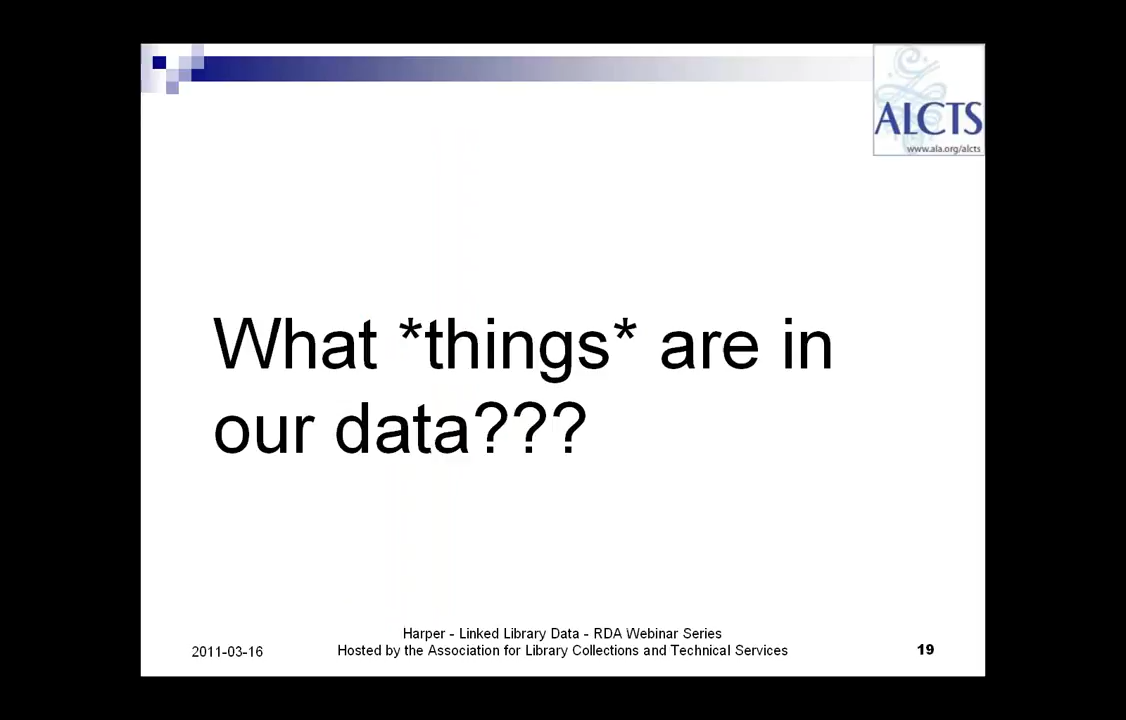 ALCTS
www.ala.org/alcts
What *things* are in
our data???
Harper - Linked Library Data - RDA Webinar Series
2011-03-16
Hosted by the Association for Library Collections and Technical Services
19